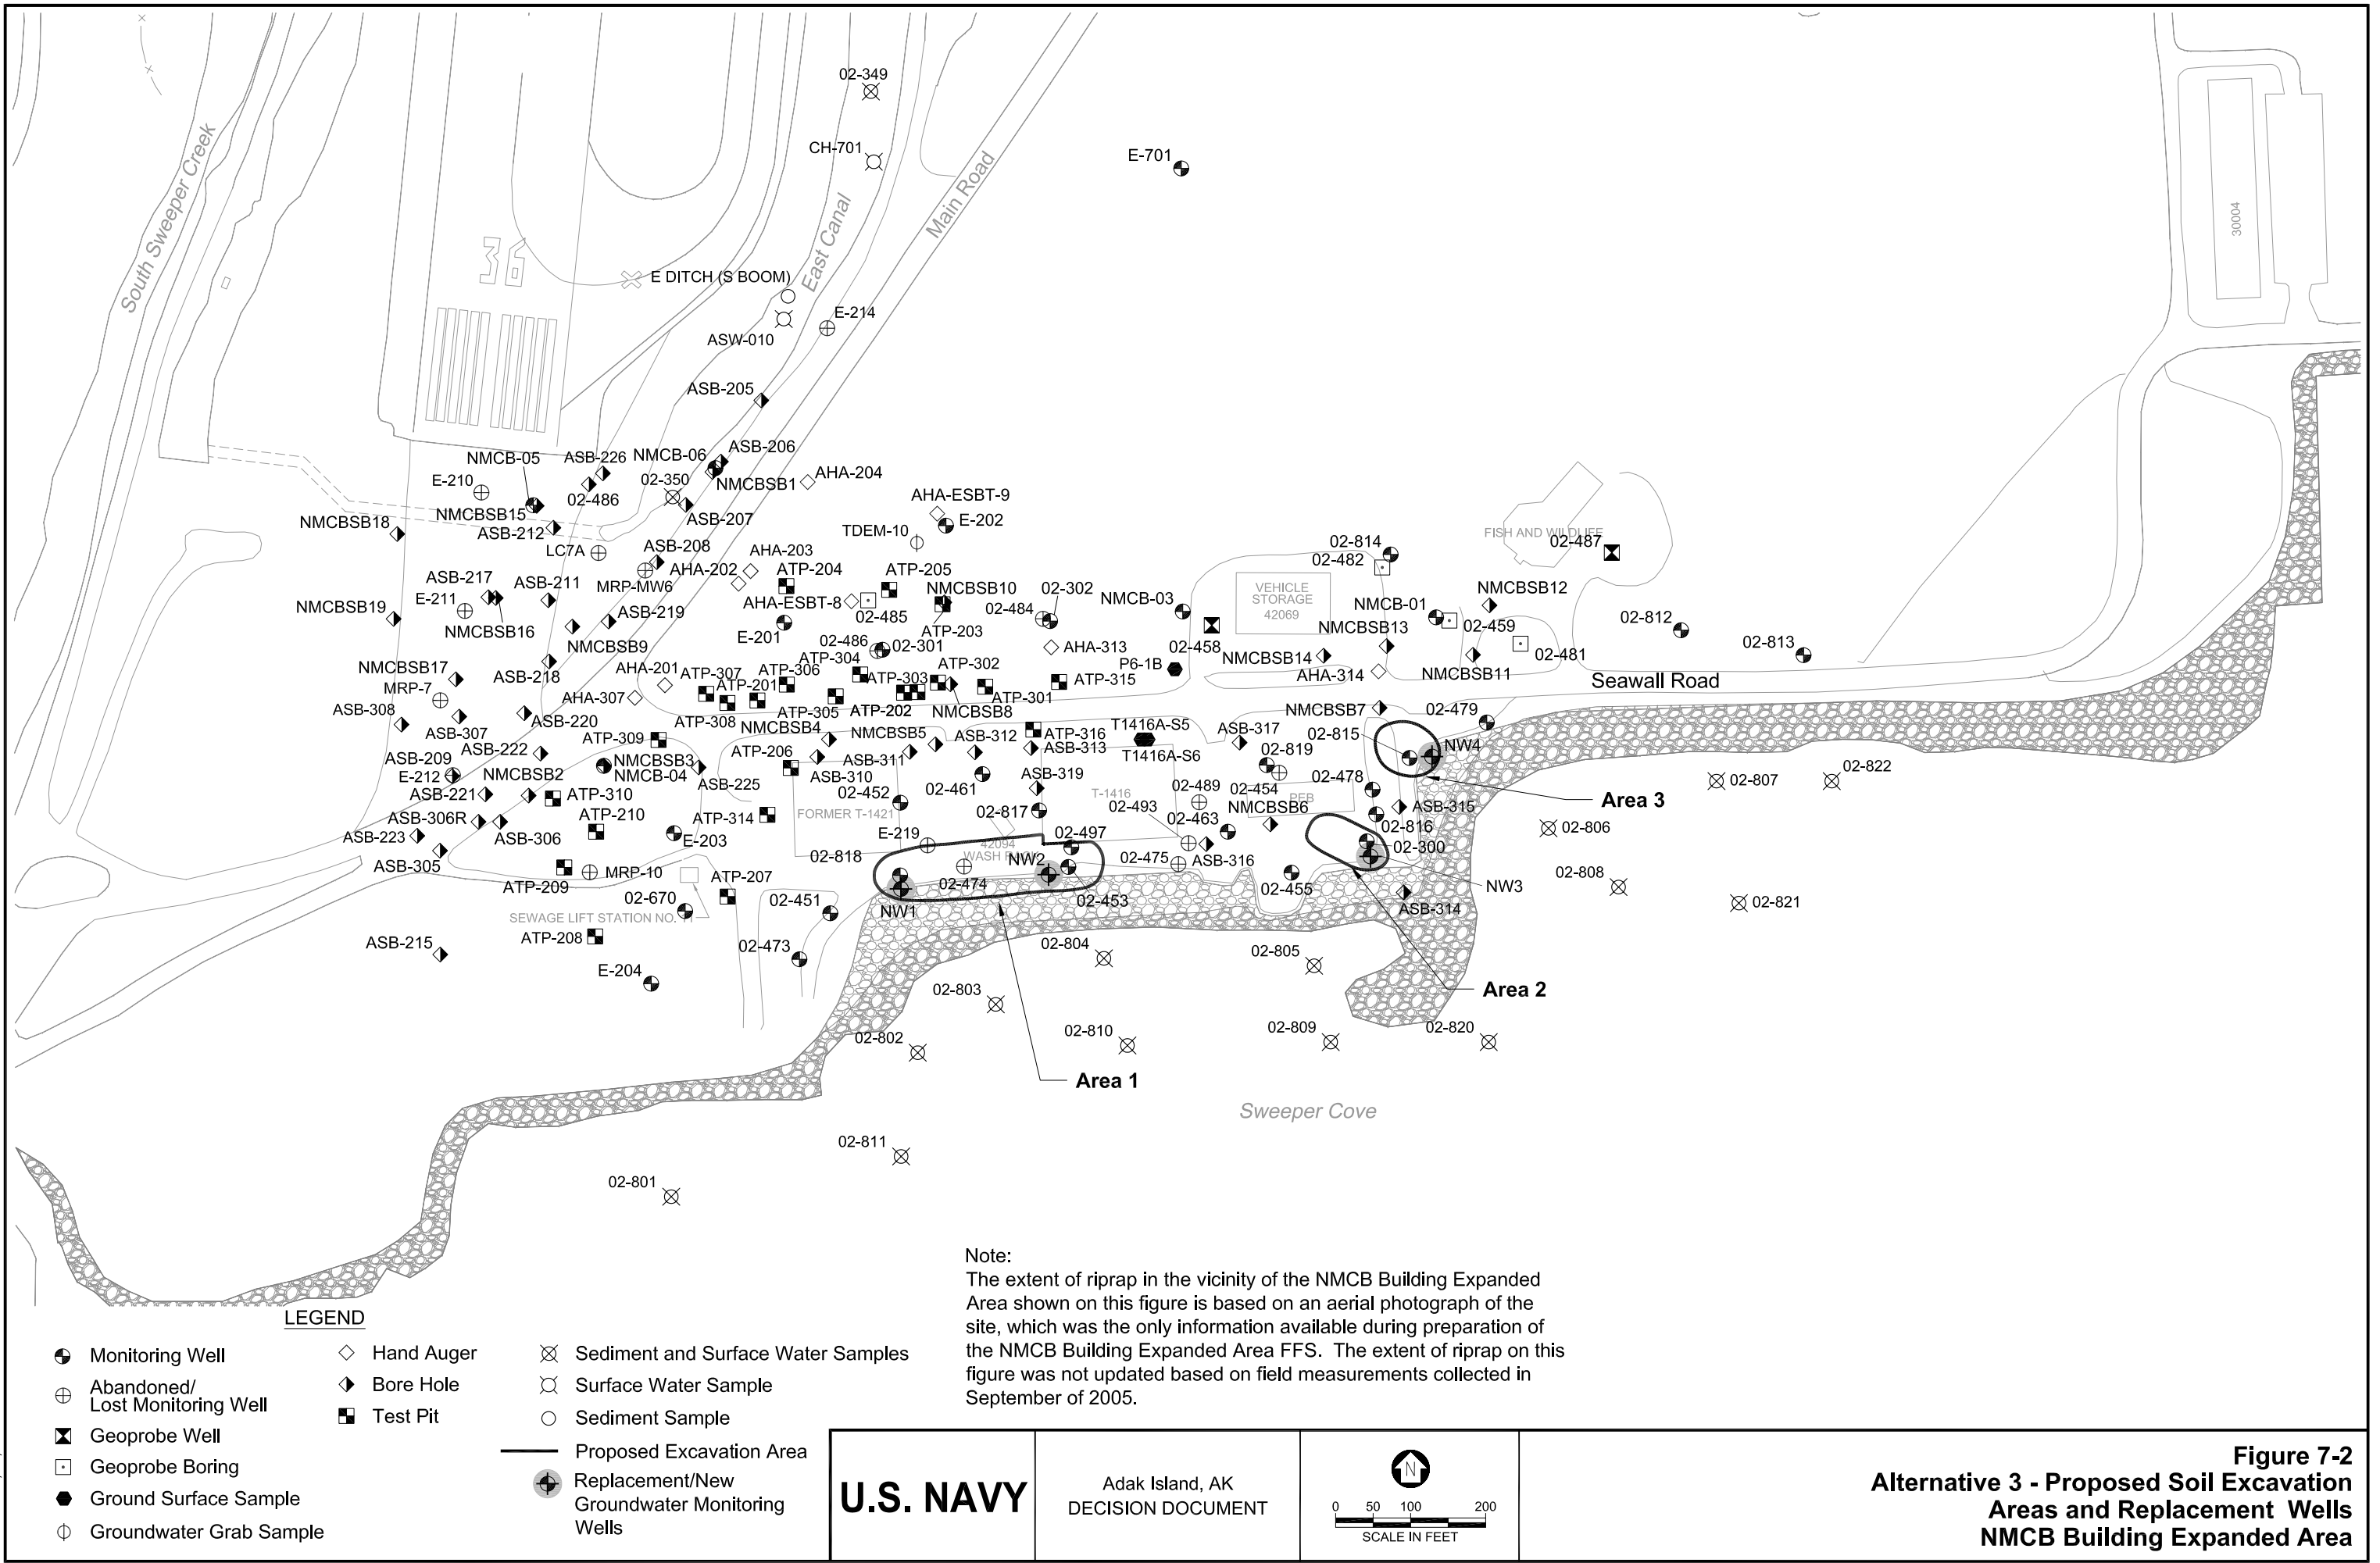 02-349
CH-701
E-701
South Sweeper Creek
East Canal
Main Road
30004
36
E DITCH (S BOOM)
E-214
ASW-010
ASB-205
NMCB-05
ASB-226
NMCB-06
ASB-206
E-210
02-350
AHA-204
02-486
NMCBSB1
AHA-ESBT-9
NMCBSB15
ASB-207
E-202
NMCBSB18
ASB-212
TDEM-10
FISH AND WILDLIFE
02-487
LC7A
ASB-208
AHA-203
02-814
02-482
ASB-217
ASB-211
AHA-202
ATP-204
ATP-205
E-211
MRP-MW6
NMCBSB10
02-302
VEHICLE
STORAGE
42069
NMCBSB12
NMCBSB19
AHA-ESBT-8
02-485
02-484
NMCB-03
NMCB-01
ASB-219
02-459
02-812
NMCBSB16
E-201
ATP-203
NMCBSB13
NMCBSB9
02-486
02-301
AHA-313
02-458
02-813
02-481
NMCBSB17
AHA-201
ATP-307
ATP-306
ATP-304
ATP-302
P6-1B
NMCBSB14
ASB-218
AHA-314
NMCBSB11
MRP-7
AHA-307
ATP-201
ATP-303
ATP-315
Seawall Road
ASB-308
ASB-220
ATP-308
ATP-305
ATP-202
NMCBSB8
ATP-301
NMCBSB7
02-479
ASB-307
NMCBSB4
NMCBSB5
T1416A-S5
ASB-317
ATP-309
ATP-316
02-815
ASB-222
ATP-206
ASB-312
ASB-313
02-819
NW4
ASB-209
NMCBSB3
ASB-311
T1416A-S6
E-212
NMCBSB2
NMCB-04
ASB-225
ASB-310
ASB-319
02-478
02-807
02-822
ASB-221
ATP-310
02-452
02-461
T-1416
02-489
02-454
PEB
Area 3
ASB-306R
ATP-210
ATP-314
FORMER T-1421
02-817
02-493
NMCBSB6
ASB-315
ASB-223
ASB-306
E-203
E-219
02-497
02-463
02-816
02-806
ASB-305
02-818
42094
WASH RACK
NW2
02-475
ASB-316
02-300
ATP-209
MRP-10
ATP-207
02-474
02-453
02-455
NW3
02-808
02-670
02-451
NW1
ASB-314
02-821
SEWAGE LIFT STATION NO. 11
ASB-215
ATP-208
02-473
02-804
02-805
E-204
02-803
Area 2
02-802
02-810
02-809
02-820
Area 1
Sweeper Cove
02-811
02-801
Note:
The extent of riprap in the vicinity of the NMCB Building Expanded
Area shown on this figure is based on an aerial photograph of the
site, which was the only information available during preparation of
the NMCB Building Expanded Area FFS. The extent of riprap on this
figure was not updated based on field measurements collected in
September of 2005.
LEGEND
Monitoring Well
Abandoned/
Lost Monitoring Well
Geoprobe Well
Geoprobe Boring
Ground Surface Sample
Groundwater Grab Sample
Hand Auger
Bore Hole
Test Pit
Sediment and Surface Water Samples
Surface Water Sample
Sediment Sample
Proposed Excavation Area
Replacement/New
Groundwater Monitoring
Wells
U.S. NAVY
Adak Island, AK
DECISION DOCUMENT
N
0 50 100 200
SCALE IN FEET
Figure 7-2
Alternative 3 - Proposed Soil Excavation
Areas and Replacement Wells
NMCB Building Expanded Area